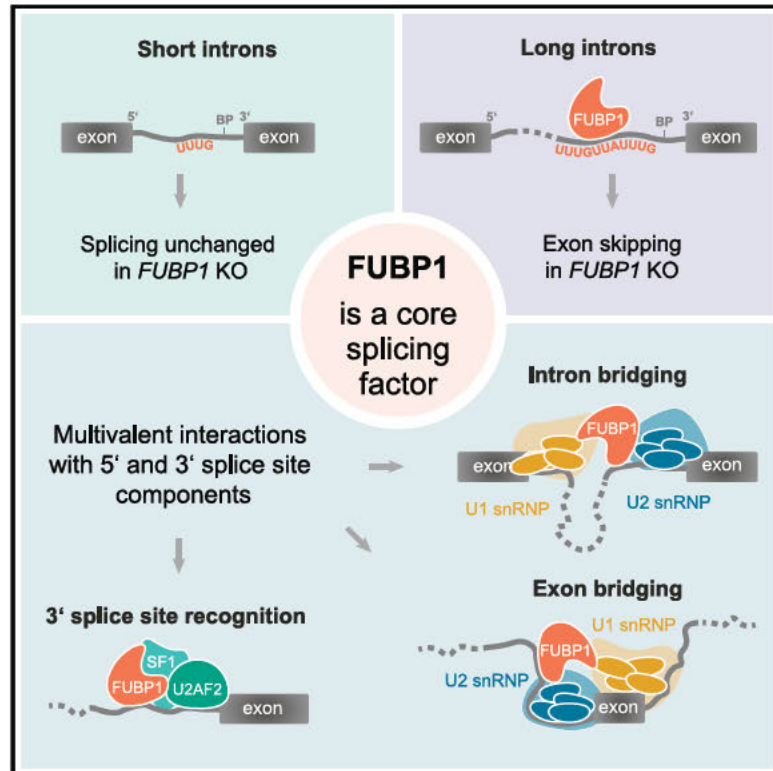 Short introns
5‘
BP
3‘
exon
exon
UUUG
Splicing unchanged
in FUBP1 KO
Long introns
5‘
FUBP1
BP
3‘
exon
exon
UUUGUUAUUUG
Exon skipping
in FUBP1 KO
FUBP1
is a core
splicing
factor
Multivalent interactions
with 5‘ and 3‘ splice site
components
Intron bridging
FUBP1
exon
exon
U1 snRNP
U2 snRNP
3‘ splice site recognition
SF1
FUBP1
U2AF2
exon
Exon bridging
U1 snRNP
FUBP1
U2 snRNP
exon